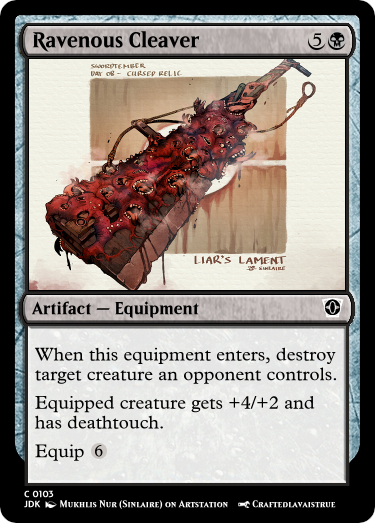 Ravenous Cleaver 5
SWORDTEMBER
DAY 08 - CURSED RELIC
LIAR'S LAMENT
SINLAIRE
Artifact — Equipment
When this equipment enters, destroy
target creature an opponent controls.
Equipped creature gets +4/+2 and
has deathtouch.
Equip 6
C 0103
JDK Mukhlis Nur (Sinlaire) on Artstation Craftedlavaistrue